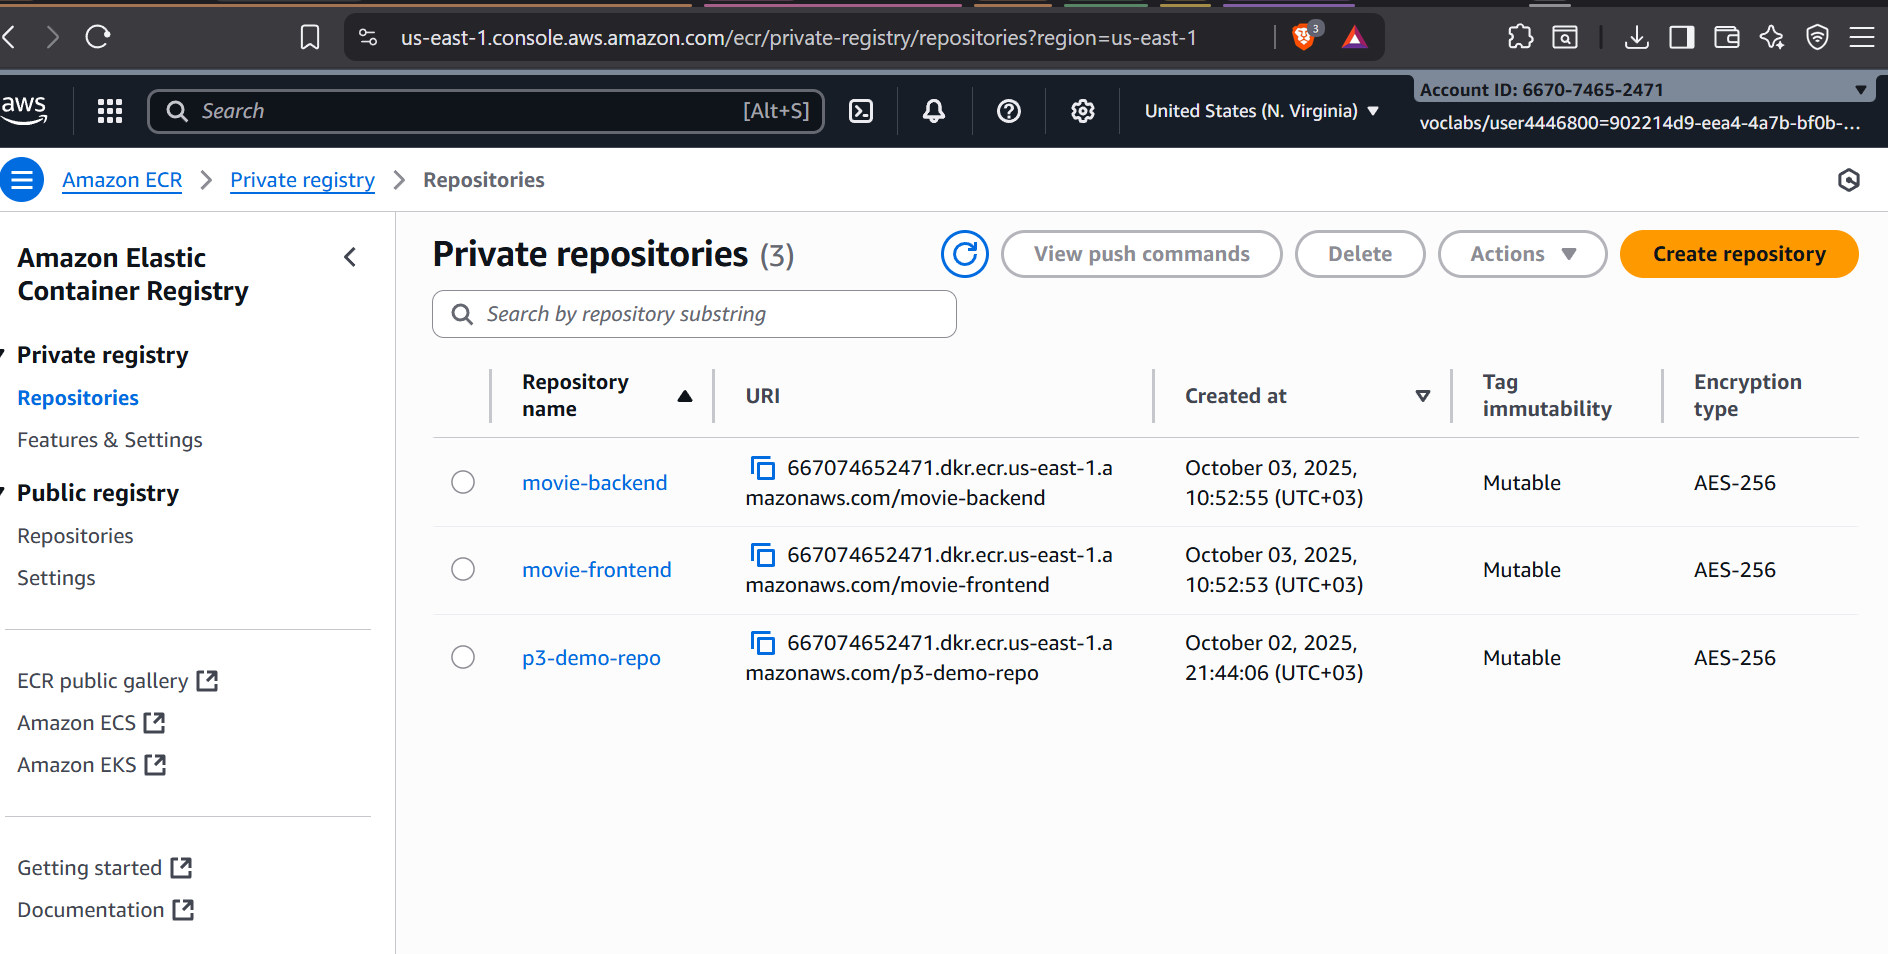 us-east-1.console.aws.amazon.com/ecr/private-registry/repositories?region=us-east-1
3
aws
Search
[Alt+S]
United States (N. Virginia)
Account ID: 6670-7465-2471
voclabs/user4446800=902214d9-eea4-4a7b-bf0b-...
Amazon ECR
Private registry
Repositories
Amazon Elastic
Container Registry
Private registry
Repositories
Features & Settings
Public registry
Repositories
Settings
ECR public gallery
Amazon ECS
Amazon EKS
Getting started
Documentation
Private repositories (3)
View push commands
Delete
Actions
Create repository
Search by repository substring
Repository
name
URI
Created at
Tag
immutability
Encryption
type
movie-backend
667074652471.dkr.ecr.us-east-1.a
mazonaws.com/movie-backend
October 03, 2025,
10:52:55 (UTC+03)
Mutable
AES-256
movie-frontend
667074652471.dkr.ecr.us-east-1.a
mazonaws.com/movie-frontend
October 03, 2025,
10:52:53 (UTC+03)
Mutable
AES-256
p3-demo-repo
667074652471.dkr.ecr.us-east-1.a
mazonaws.com/p3-demo-repo
October 02, 2025,
21:44:06 (UTC+03)
Mutable
AES-256